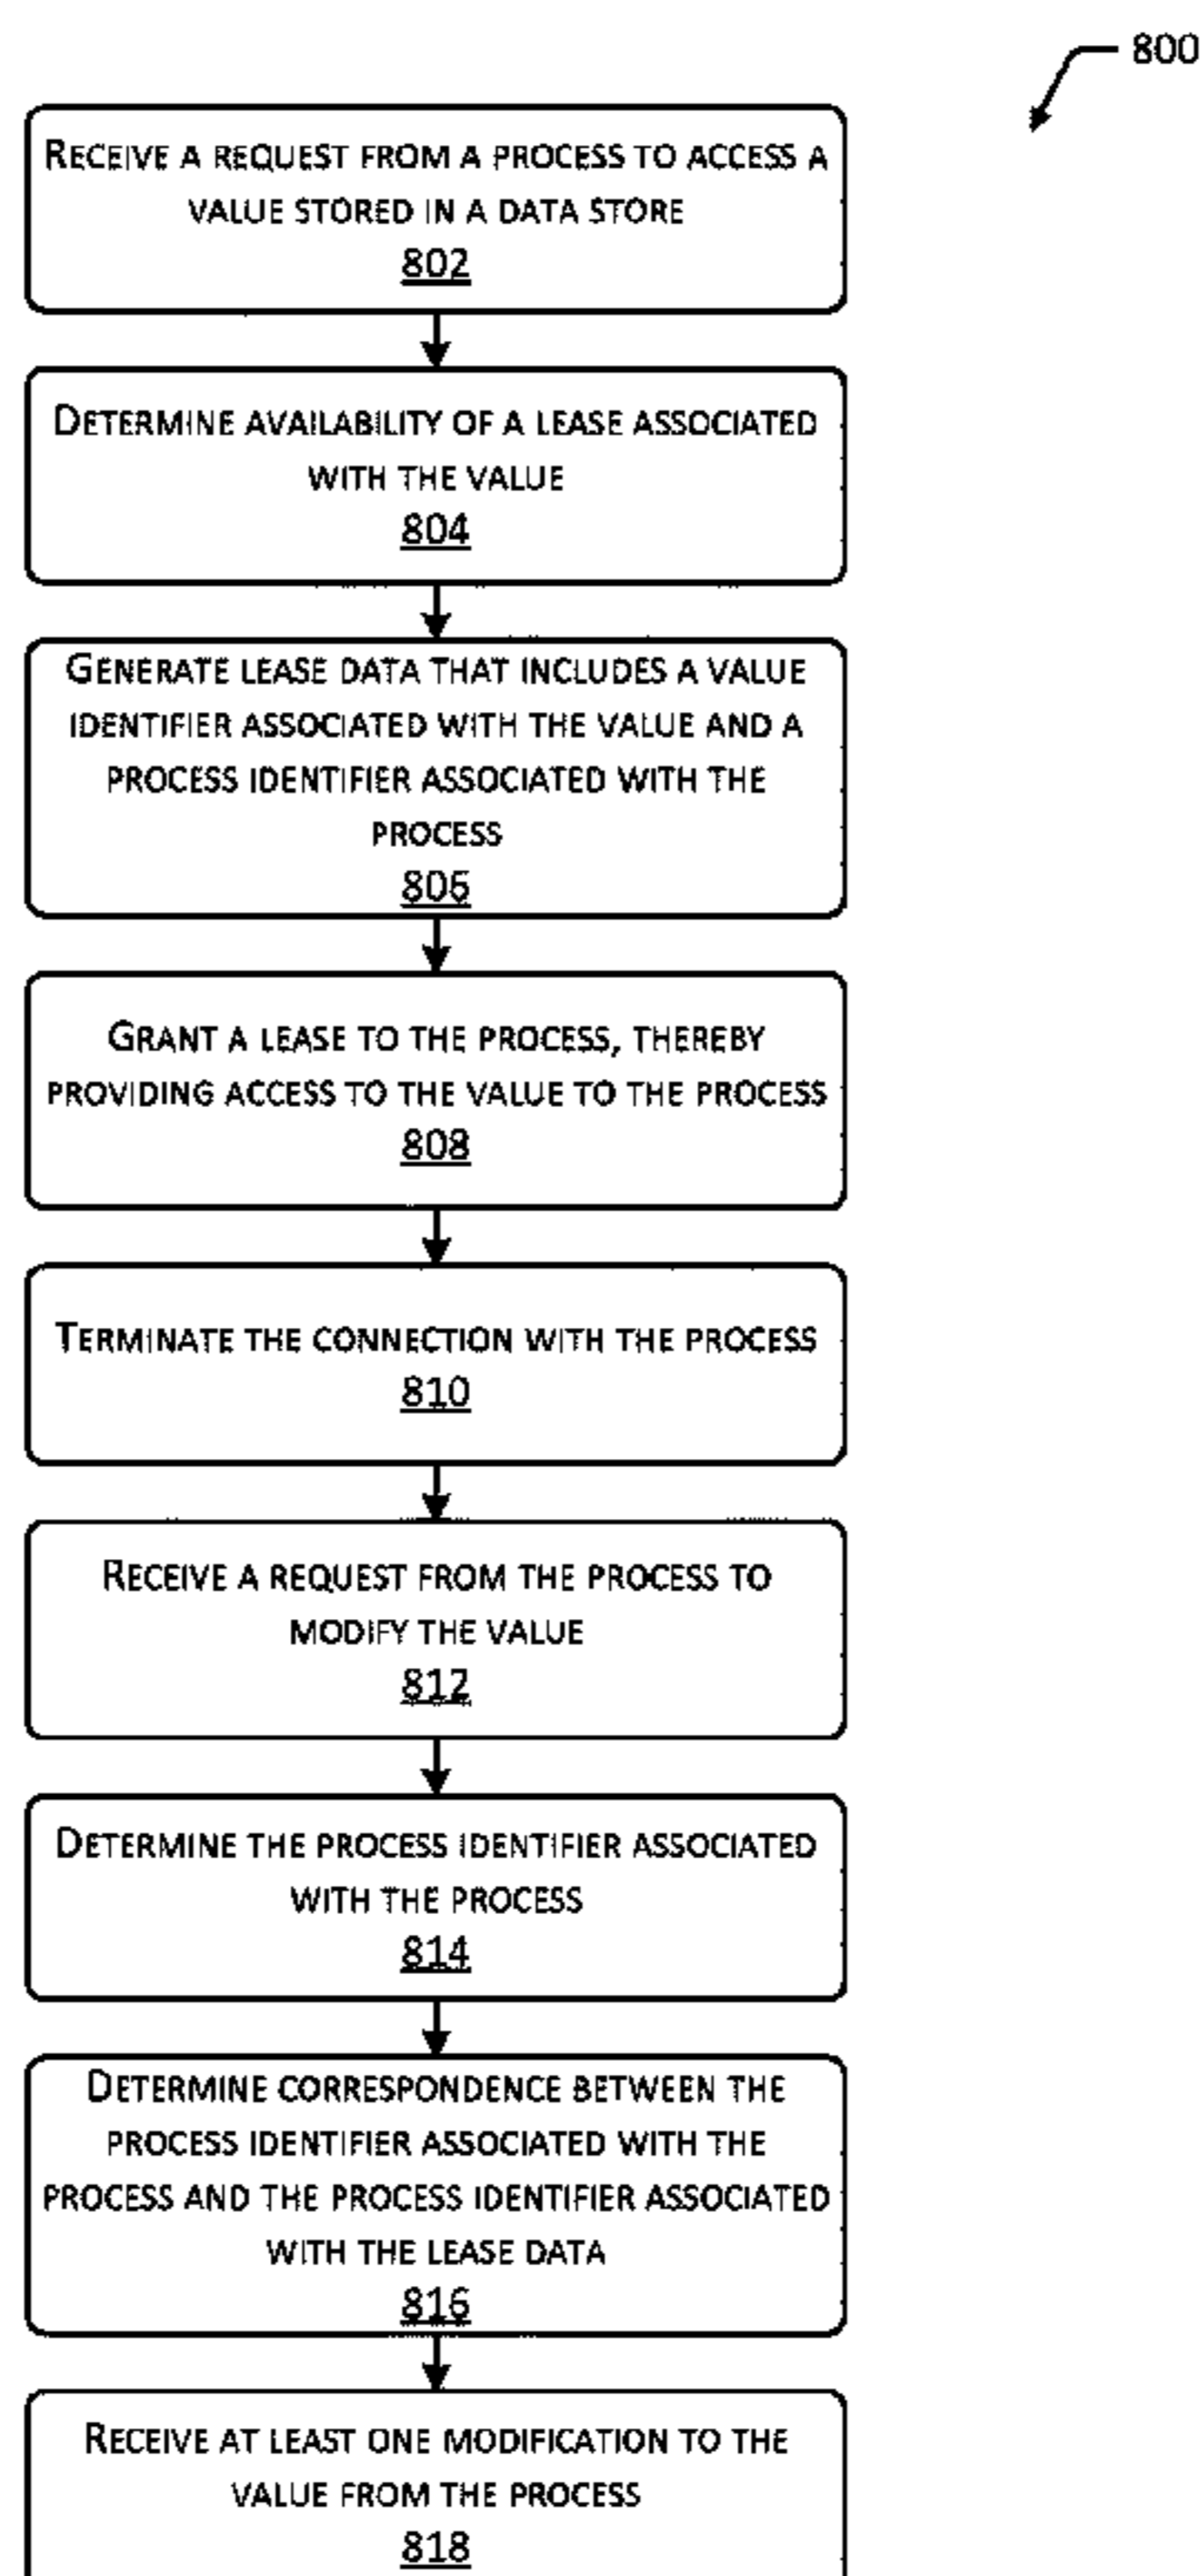 800
RECEIVE A REQUEST FROM A PROCESS TO ACCESS A
VALUE STORED IN A DATA STORE
802
DETERMINE AVAILABILITY OF A LEASE ASSOCIATED
WITH THE VALUE
804
GENERATE LEASE DATA THAT INCLUDES A VALUE
IDENTIFIER ASSOCIATED WITH THE VALUE AND A
PROCESS IDENTIFIER ASSOCIATED WITH THE
PROCESS
806
GRANT A LEASE TO THE PROCESS, THEREBY
PROVIDING ACCESS TO THE VALUE TO THE PROCESS
808
TERMINATE THE CONNECTION WITH THE PROCESS
810
RECEIVE A REQUEST FROM THE PROCESS TO
MODIFY THE VALUE
812
DETERMINE THE PROCESS IDENTIFIER ASSOCIATED
WITH THE PROCESS
814
DETERMINE CORRESPONDENCE BETWEEN THE
PROCESS IDENTIFIER ASSOCIATED WITH THE
PROCESS AND THE PROCESS IDENTIFIER ASSOCIATED
WITH THE LEASE DATA
816
RECEIVE AT LEAST ONE MODIFICATION TO THE
VALUE FROM THE PROCESS
818